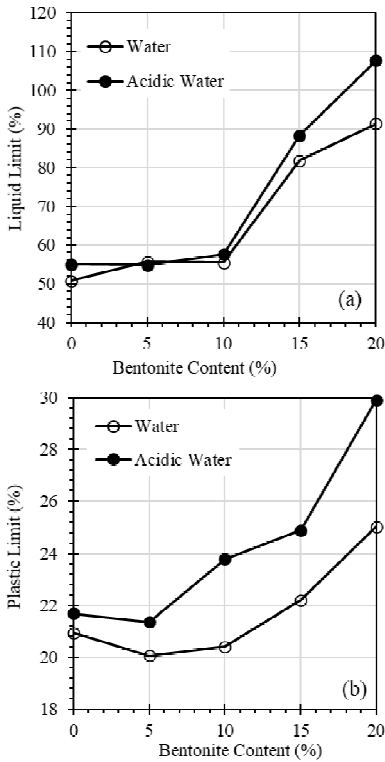 120
110
100
90
80
70
60
50
40
Liquid Limit (%)
Water
Acidic Water
(a)
0 5 10 15 20
Bentonite Content (%)
30
28
26
24
22
20
18
Plastic Limit (%)
Water
Acidic Water
(b)
0 5 10 15 20
Bentonite Content (%)